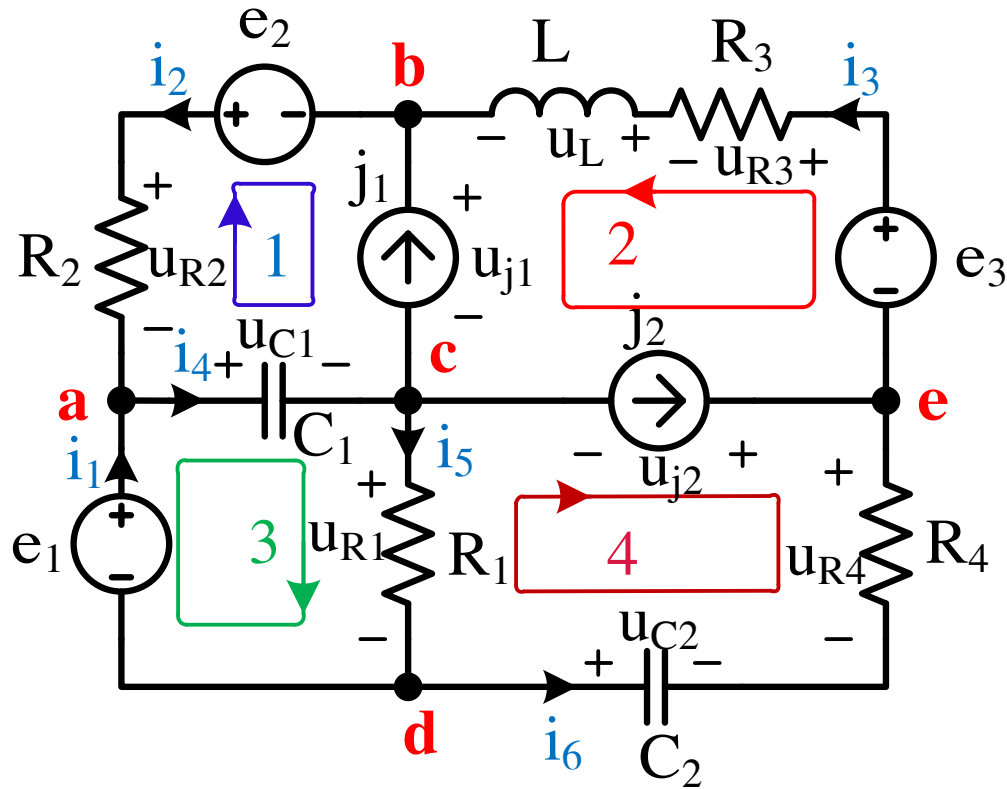 e2
i2
b
L
R3
i3
+ -
- uL +
- uR3 +
j1
+
+
R2
uR2
1
uj1
2
+
e3
-
-
-
uC1
j2
c
i4
+ -
a
e
C1
i1
i5
- uj2 +
+
+
+
e1
3
uR1
R1
4
uR4
R4
-
-
uC2
-
+ -
d
i6
C2